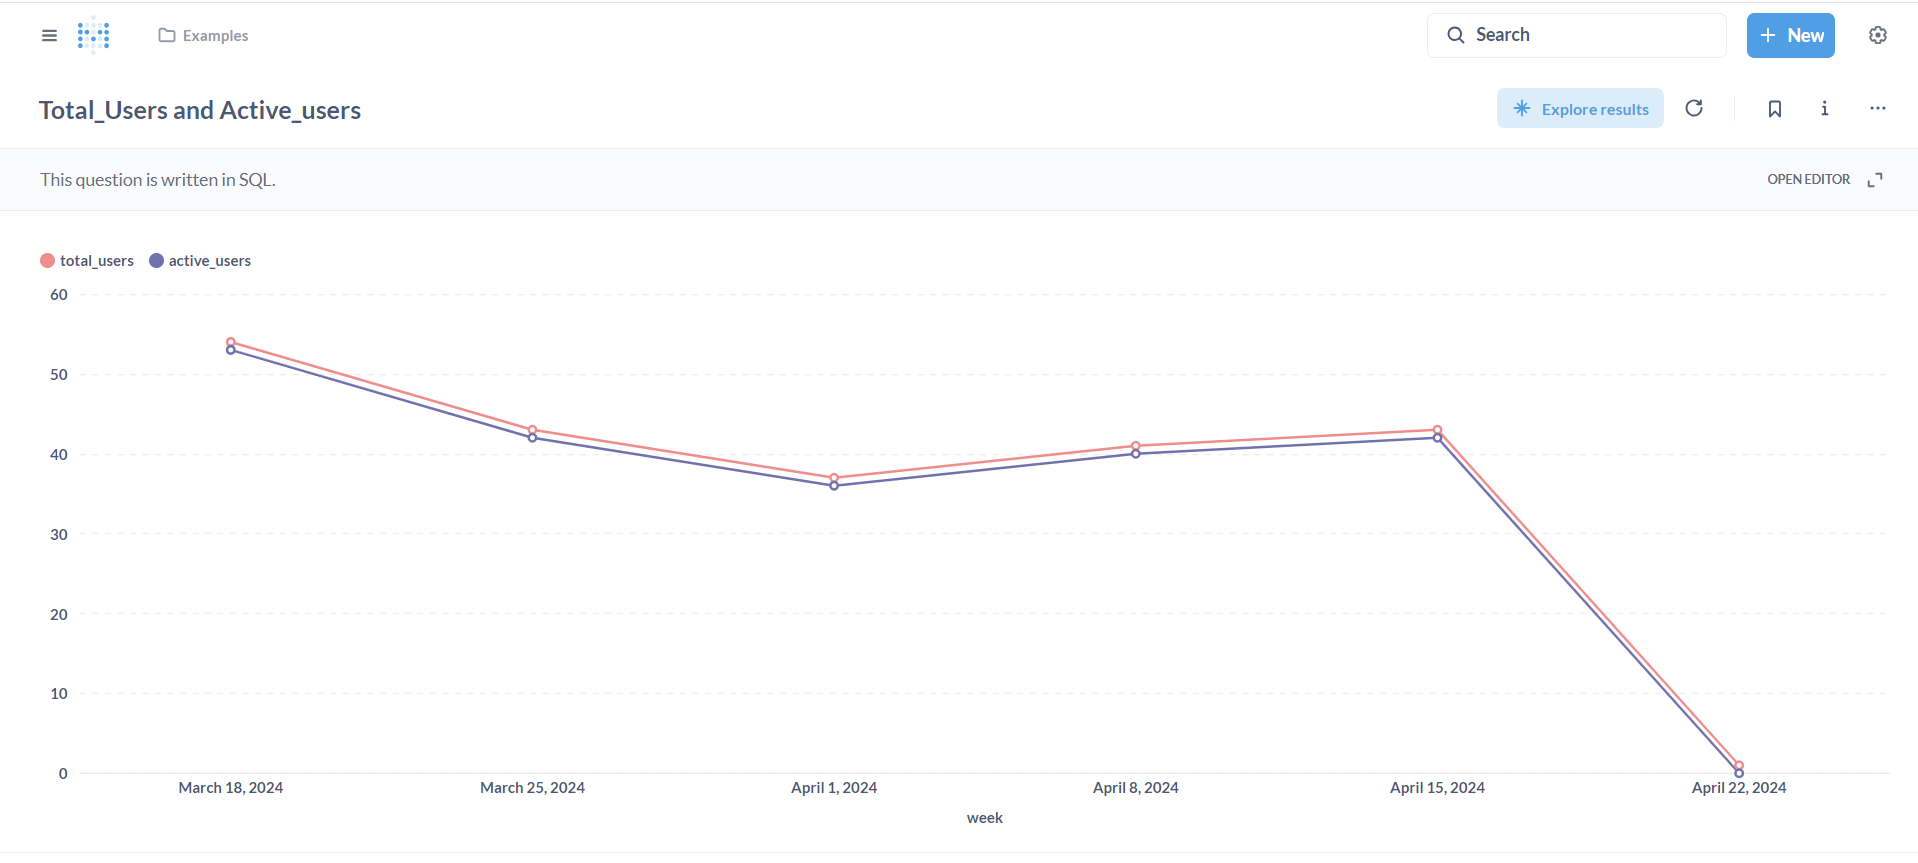 Examples
Search
New
Total_Users and Active_users
Explore results
This question is written in SQL.
OPEN EDITOR
total_users active_users
60
50
40
30
20
10
0
March 18, 2024 March 25, 2024 April 1, 2024 April 8, 2024 April 15, 2024 April 22, 2024
week